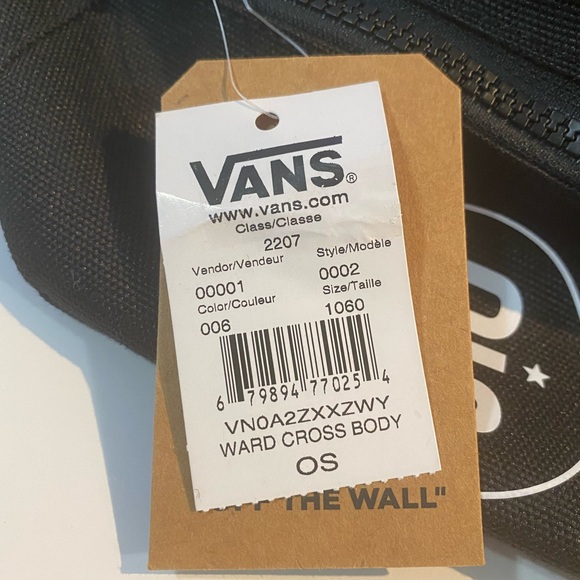 VANS®
www.vans.com
Class/Classe
2207
Vendor/Vendeur Style/Modèle
00001 0002
Color/Couleur Size/Taille
006 1060
6 79894 77025 4
VN0A2ZXXZWY
WARD CROSS BODY
OS
THE WALL"